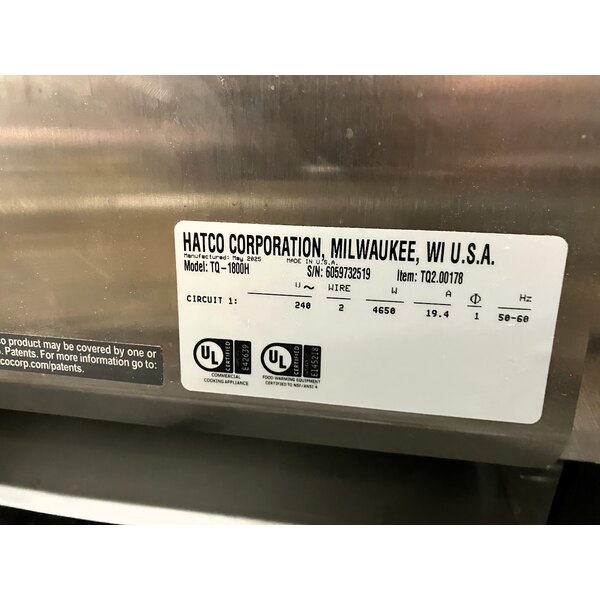 HATCO CORPORATION, MILWAUKEE, WI U.S.A.
Manufactured: May 2025 MADE IN U.S.A.
Model: TQ-1800H S/N: 6059732519 Item: TQ2.00178
U~ WIRE W A Φ Hz
CIRCUIT 1: 240 2 4650 19.4 1 50-60
UL CERTIFIED E42639
COMMERCIAL
COOKING APPLIANCE
UL E145218
FOOD WARMING EQUIPMENT
CERTIFIED TO NSF/ANSI 4
co product may be covered by one or
. Patents. For more information go to:
cocorp.com/patents.